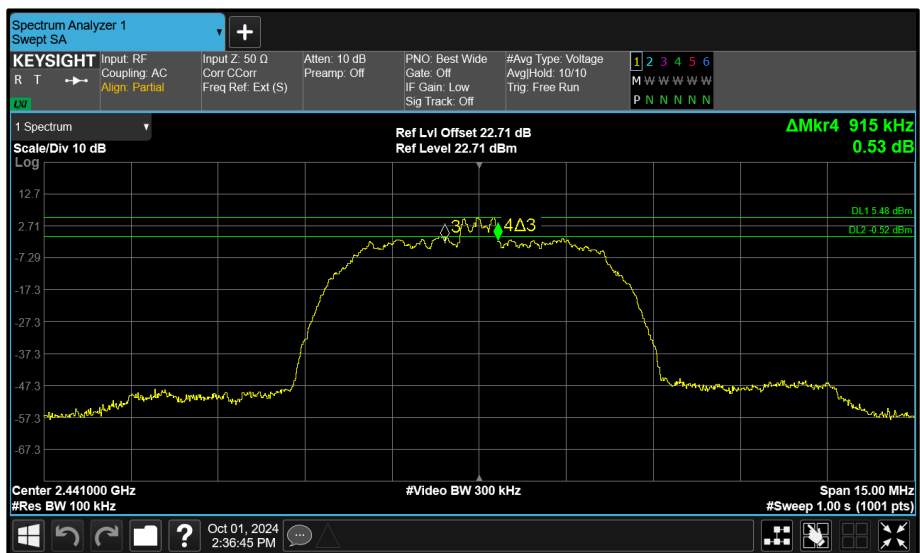 Spectrum Analyzer 1
Swept SA
+
KEYSIGHT
R T
LXI
Input: RF
Coupling: AC
Align: Partial
Input Z: 50 Ω
Corr CCorr
Freq Ref: Ext (S)
Atten: 10 dB
Preamp: Off
PNO: Best Wide
Gate: Off
IF Gain: Low
Sig Track: Off
#Avg Type: Voltage
Avg|Hold: 10/10
Trig: Free Run
1 2 3 4 5 6
M W W W W W
P N N N N N
1 Spectrum
Scale/Div 10 dB
Log
Ref Lvl Offset 22.71 dB
Ref Level 22.71 dBm
ΔMkr4 915 kHz
0.53 dB
12.7
2.71
-7.29
-17.3
-27.3
-37.3
-47.3
-57.3
-67.3
DL1 5.48 dBm
DL2 -0.52 dBm
3
4Δ3
Center 2.441000 GHz
#Res BW 100 kHz
#Video BW 300 kHz
Span 15.00 MHz
#Sweep 1.00 s (1001 pts)
?
Oct 01, 2024
2:36:45 PM